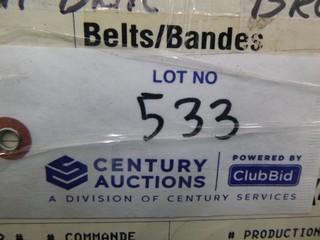 Belts/Bandes
LOT NO
533
CENTURY AUCTIONS
POWERED BY
ClubBid
A DIVISION OF CENTURY SERVICES
# COMMANDE
# PRODUCTION